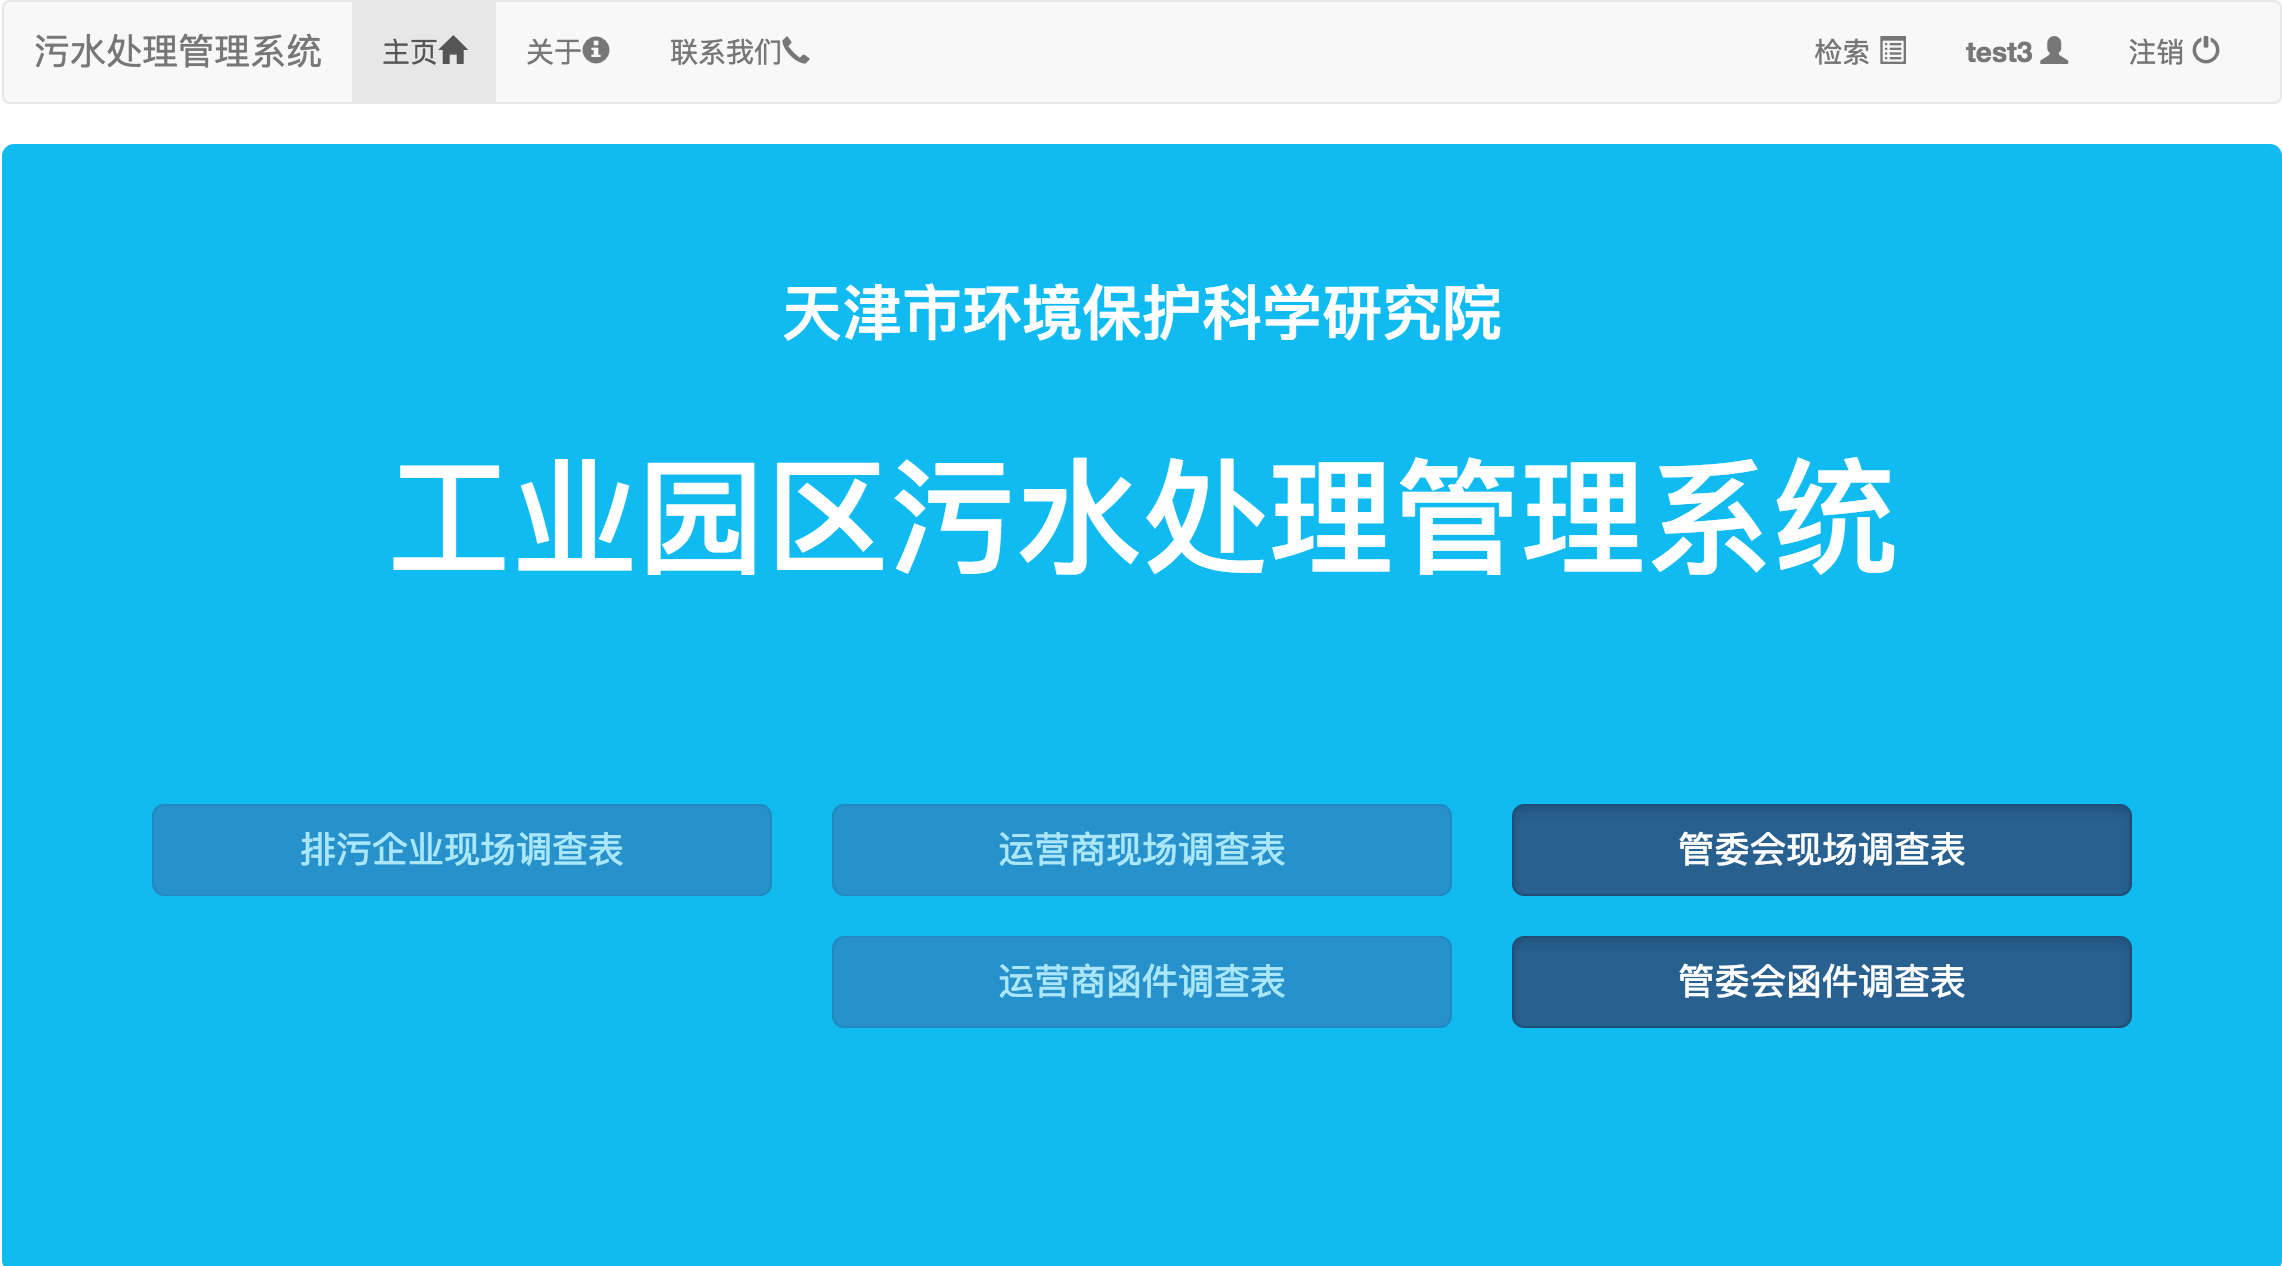 污水处理管理系统 主页 关于 联系我们 检索 test3 注销
天津市环境保护科学研究院
工业园区污水处理管理系统
排污企业现场调查表 运营商现场调查表 管委会现场调查表
运营商函件调查表 管委会函件调查表